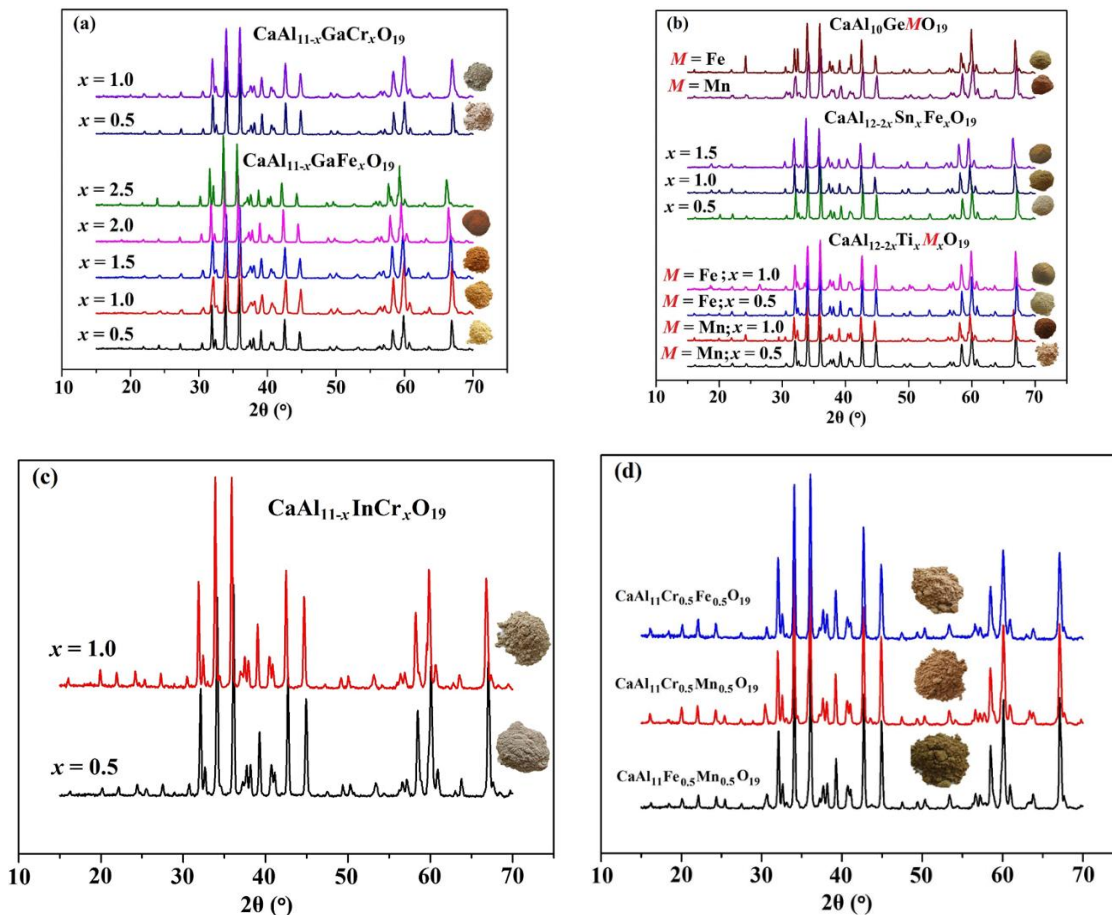 (a)
CaAl₁₁₋ₓGaCrₓO₁₉
x = 1.0
x = 0.5
CaAl₁₁₋ₓGaFeₓO₁₉
x = 2.5
x = 2.0
x = 1.5
x = 1.0
x = 0.5
10 20 30 40 50 60 70
2θ (°)
(b)
CaAl₁₀GeMO₁₉
M = Fe
M = Mn
CaAl₁₂₋₂ₓSnₓFeₓO₁₉
x = 1.5
x = 1.0
x = 0.5
CaAl₁₂₋₂ₓTiₓMₓO₁₉
M = Fe ; x = 1.0
M = Fe; x = 0.5
M = Mn; x = 1.0
M = Mn; x = 0.5
10 20 30 40 50 60 70
2θ (°)
(c)
CaAl₁₁₋ₓInCrₓO₁₉
x = 1.0
x = 0.5
10 20 30 40 50 60 70
2θ (°)
(d)
CaAl₁₁Cr₀.₅Fe₀.₅O₁₉
CaAl₁₁Cr₀.₅Mn₀.₅O₁₉
CaAl₁₁Fe₀.₅Mn₀.₅O₁₉
10 20 30 40 50 60 70
2θ (°)